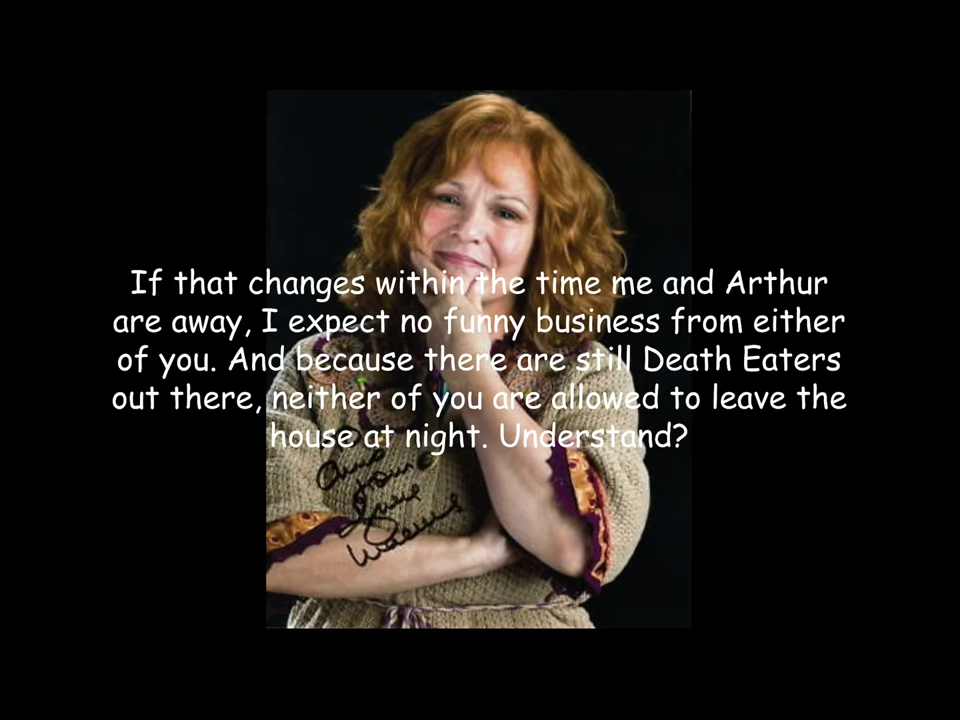 If that changes within the time me and Arthur
are away, I expect no funny business from either
of you. And because there are still Death Eaters
out there, neither of you are allowed to leave the
house at night. Understand?